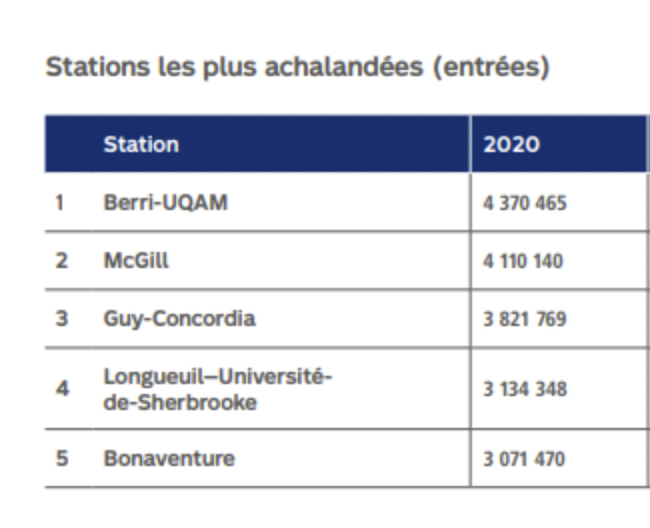 Stations les plus achalandées (entrées)
Station 2020
1 Berri-UQAM 4 370 465
2 McGill 4 110 140
3 Guy-Concordia 3 821 769
4 Longueuil–Université-
de-Sherbrooke 3 134 348
5 Bonaventure 3 071 470